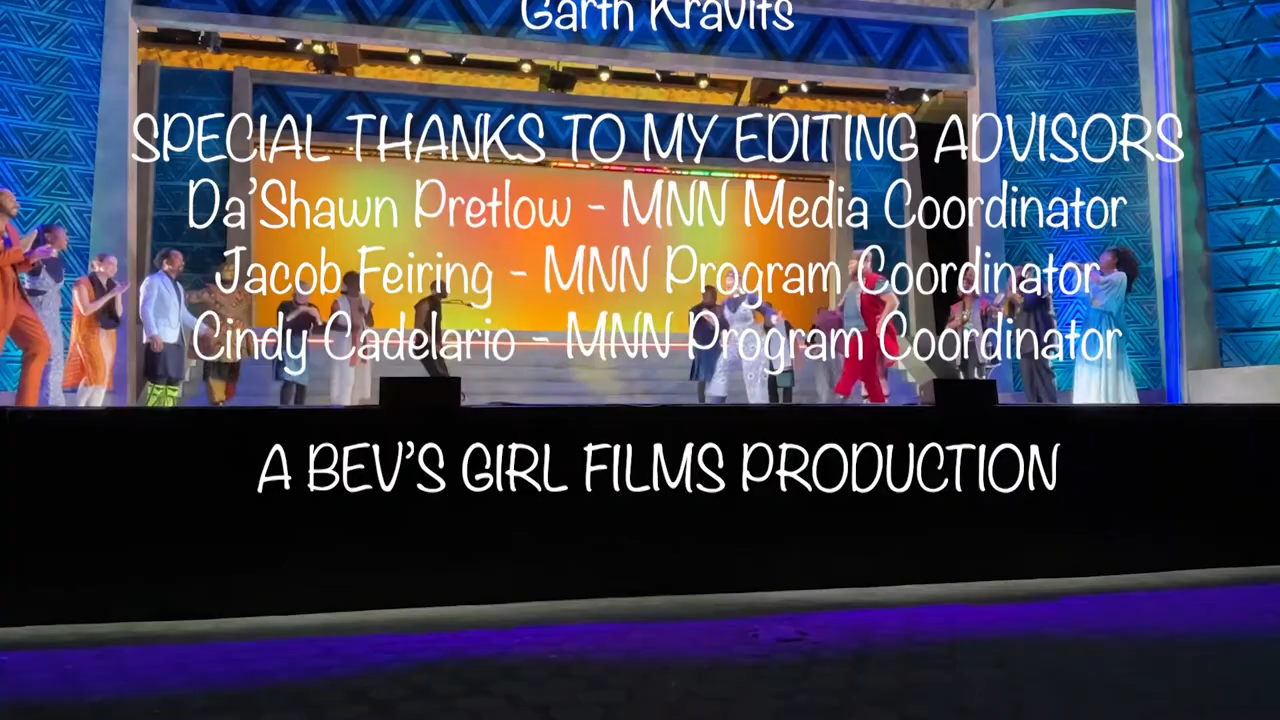 Garth Kravits
SPECIAL THANKS TO MY EDITING ADVISORS
Da'Shawn Pretlow - MNN Media Coordinator
Jacob Feiring - MNN Program Coordinator
Cindy Cadelario - MNN Program Coordinator
A BEV'S GIRL FILMS PRODUCTION